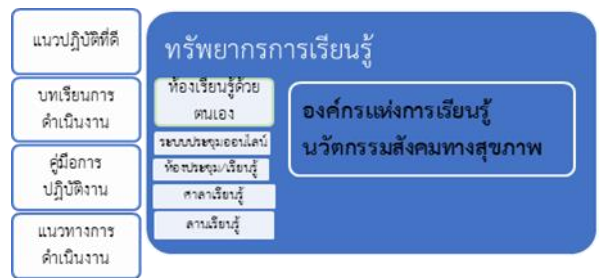 แนวปฏิบัติที่ดี
บทเรียนการ
ดำเนินงาน
คู่มือการ
ปฏิบัติงาน
แนวทางการ
ดำเนินงาน
ทรัพยากรการเรียนรู้
ห้องเรียนรู้ด้วย
ตนเอง
ระบบประชุมออนไลน์
ห้องประชุม/เรียนรู้
ศาลาเรียนรู้
ลานเรียนรู้
องค์กรแห่งการเรียนรู้
นวัตกรรมสังคมทางสุขภาพ